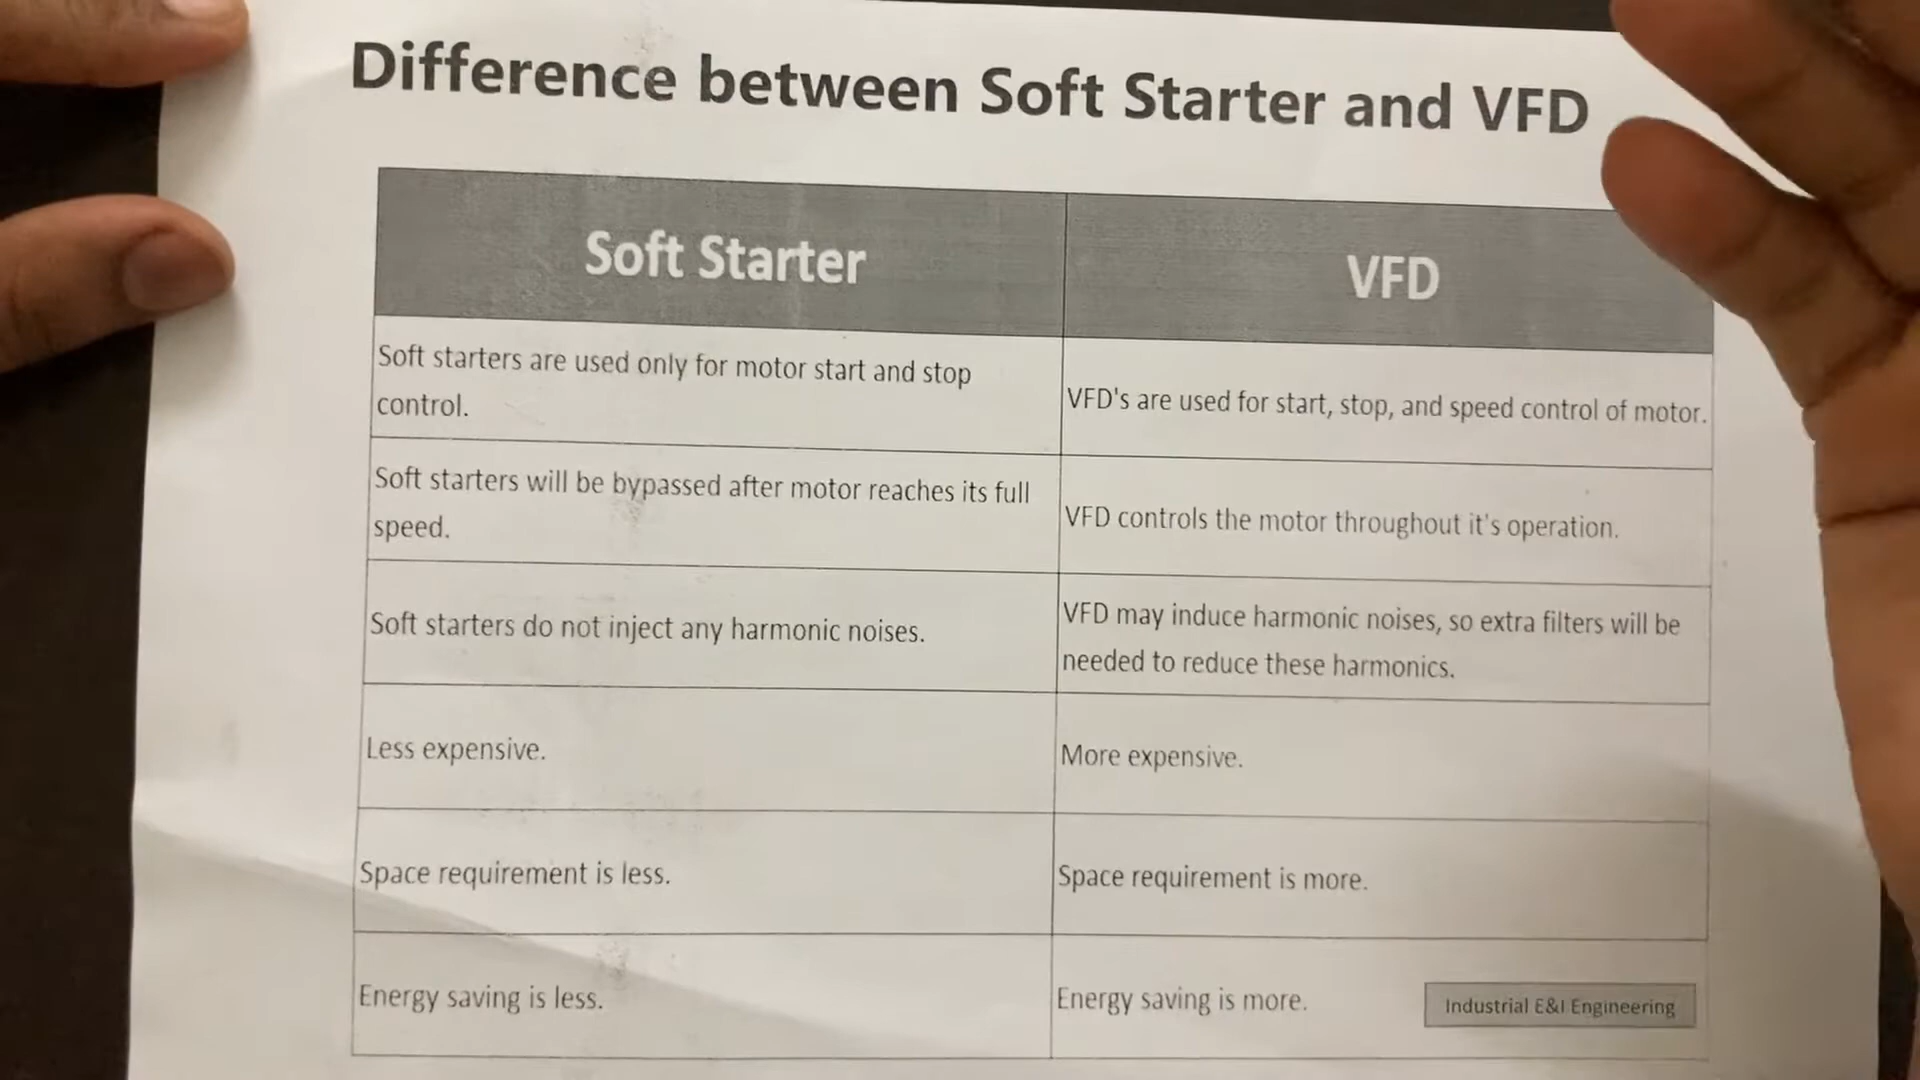 Difference between Soft Starter and VFD
Soft Starter
VFD
Soft starters are used only for motor start and stop
control.
VFD's are used for start, stop, and speed control of motor.
Soft starters will be bypassed after motor reaches its full
speed.
VFD controls the motor throughout it's operation.
Soft starters do not inject any harmonic noises.
VFD may induce harmonic noises, so extra filters will be
needed to reduce these harmonics.
Less expensive.
More expensive.
Space requirement is less.
Space requirement is more.
Energy saving is less.
Energy saving is more.
Industrial E&I Engineering